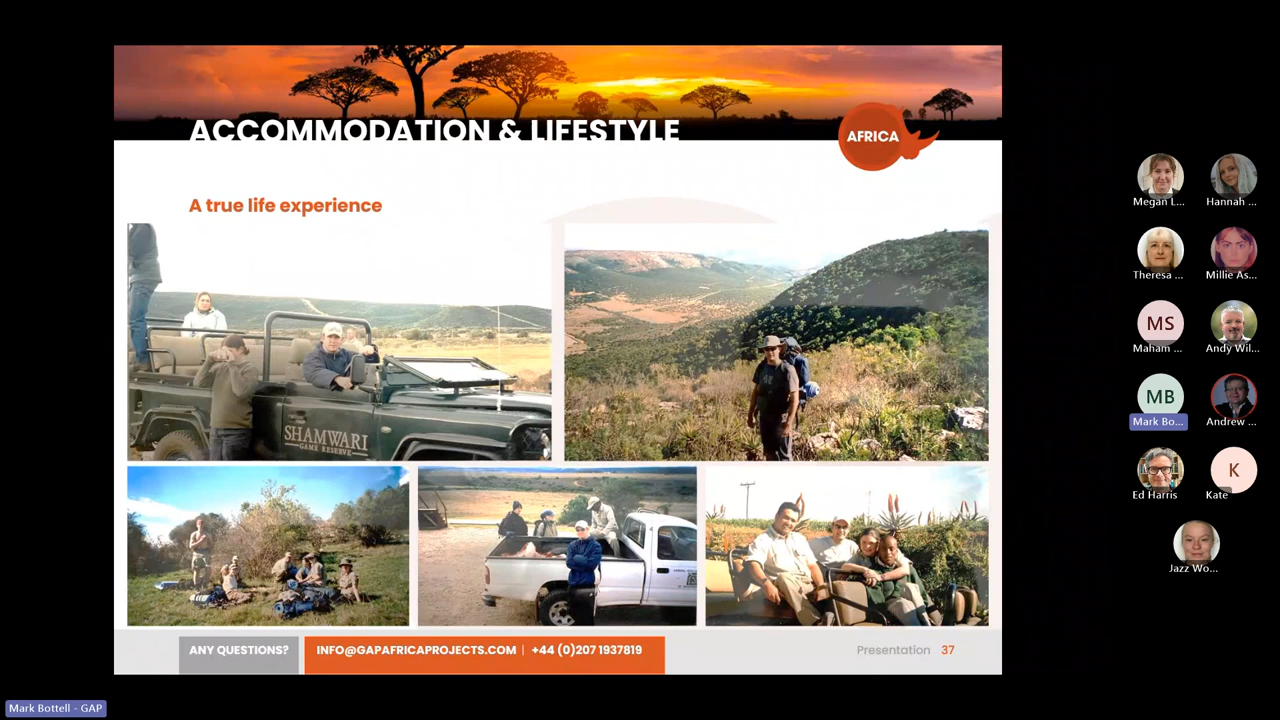 ACCOMMODATION & LIFESTYLE
AFRICA
A true life experience
SHAMWARI
GAME RESERVE
ANY QUESTIONS?
INFO@GAPAFRICAPROJECTS.COM | +44 (0)207 1937819
Presentation 37
Megan L...
Hannah ...
Theresa ...
Millie As...
MS
Maham ...
Andy Wil...
MB
Mark Bo...
Andrew ...
Ed Harris
K
Kate
Jazz Wo...
Mark Bottell - GAP